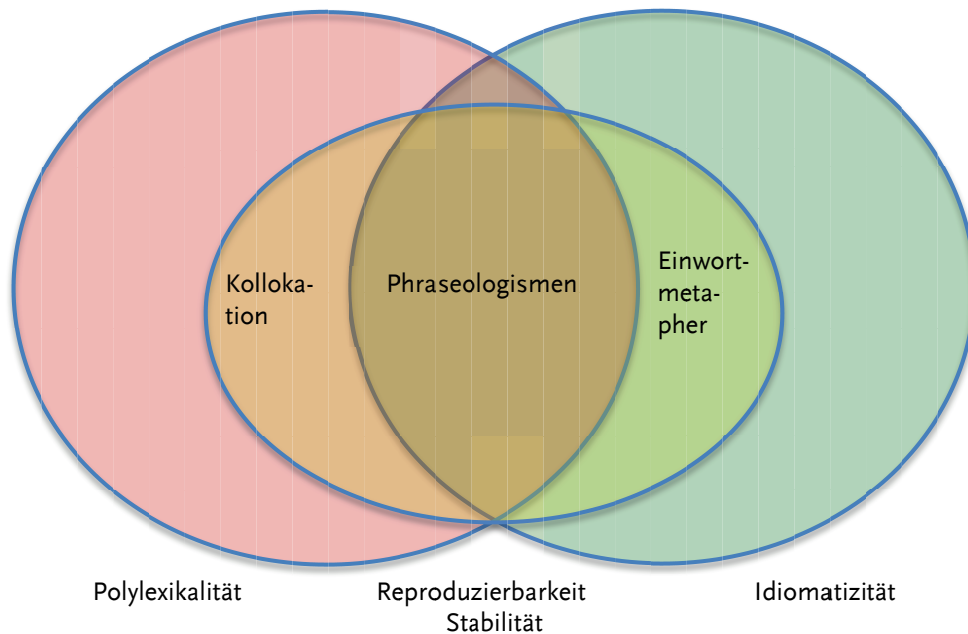 Kolloka-
tion
Phraseologismen
Einwort-
meta-
pher
Polylexikalität
Reproduzierbarkeit
Stabilität
Idiomatizität